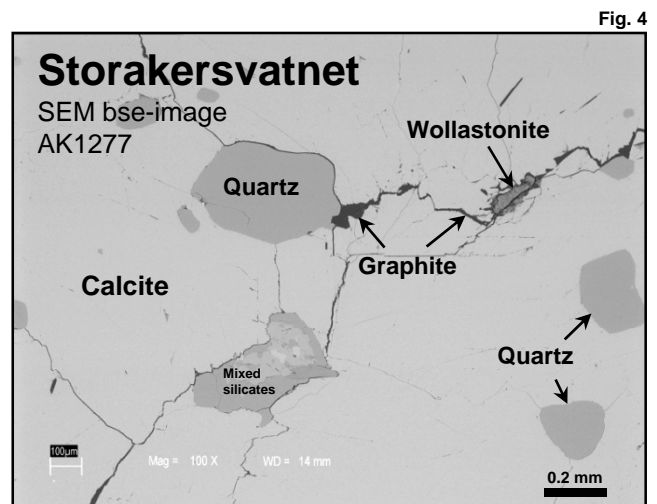 Fig. 4
Storakersvatnet
SEM bse-image
AK1277
Wollastonite
Quartz
Graphite
Calcite
Quartz
Mixed
silicates
100µm
Mag = 100 X WD = 14 mm
0.2 mm